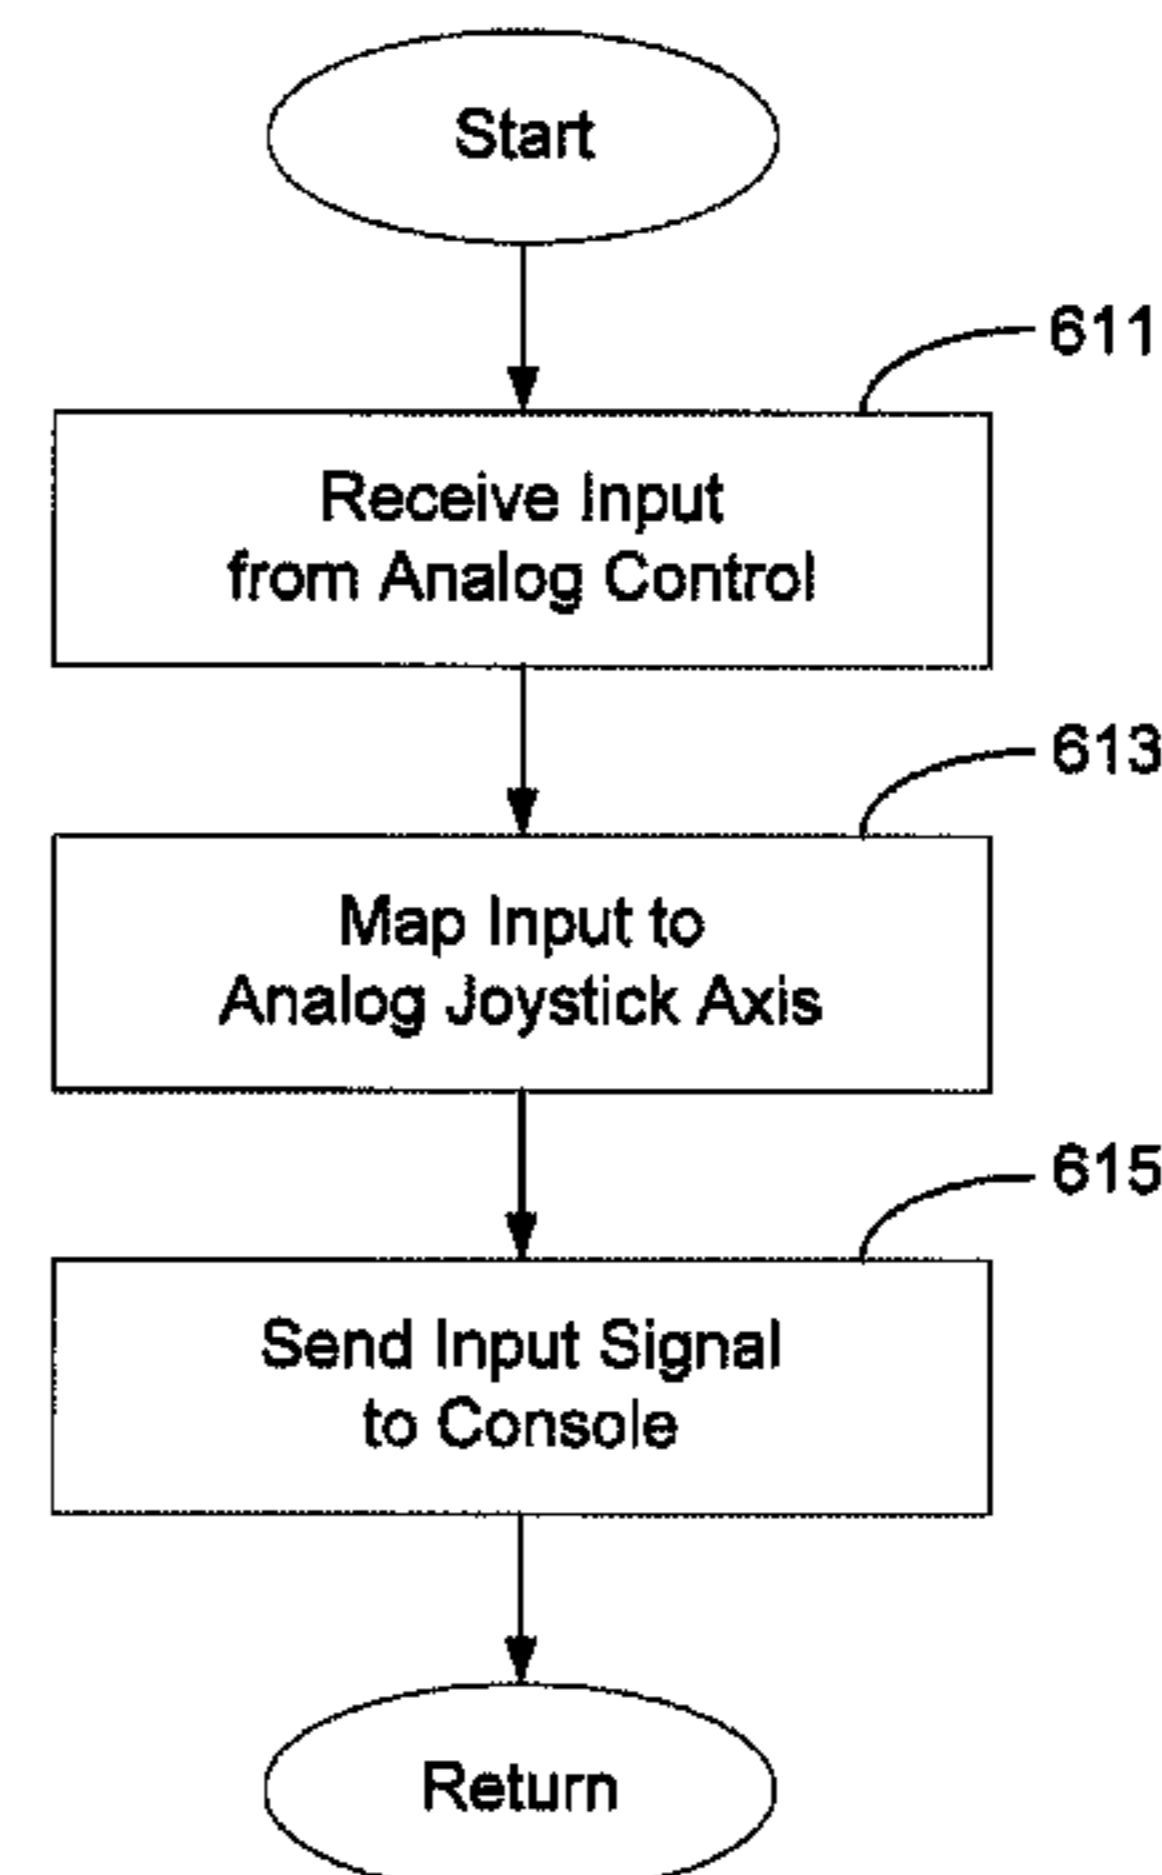 Start
611
Receive Input
from Analog Control
613
Map Input to
Analog Joystick Axis
615
Send Input Signal
to Console
Return